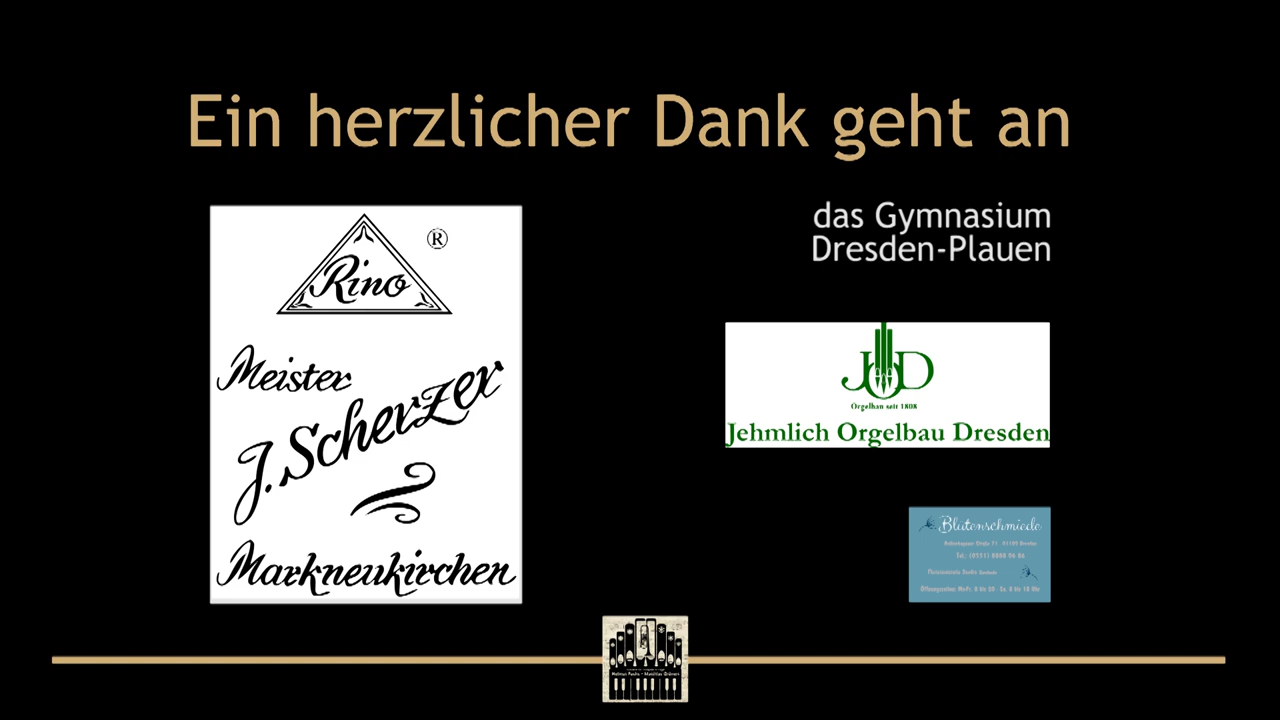 Ein herzlicher Dank geht an
Rino ®
Meister
J. Scherzer
Markneukirchen
das Gymnasium
Dresden-Plauen
JOD
Orgelbau seit 1808
Jehmlich Orgelbau Dresden
Blütenschmiede